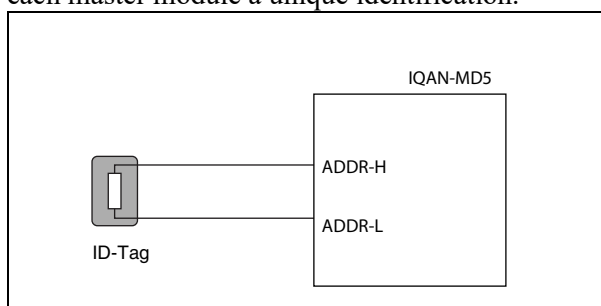 each master module a unique identification.
IQAN-MD5
ADDR-H
ADDR-L
ID-Tag